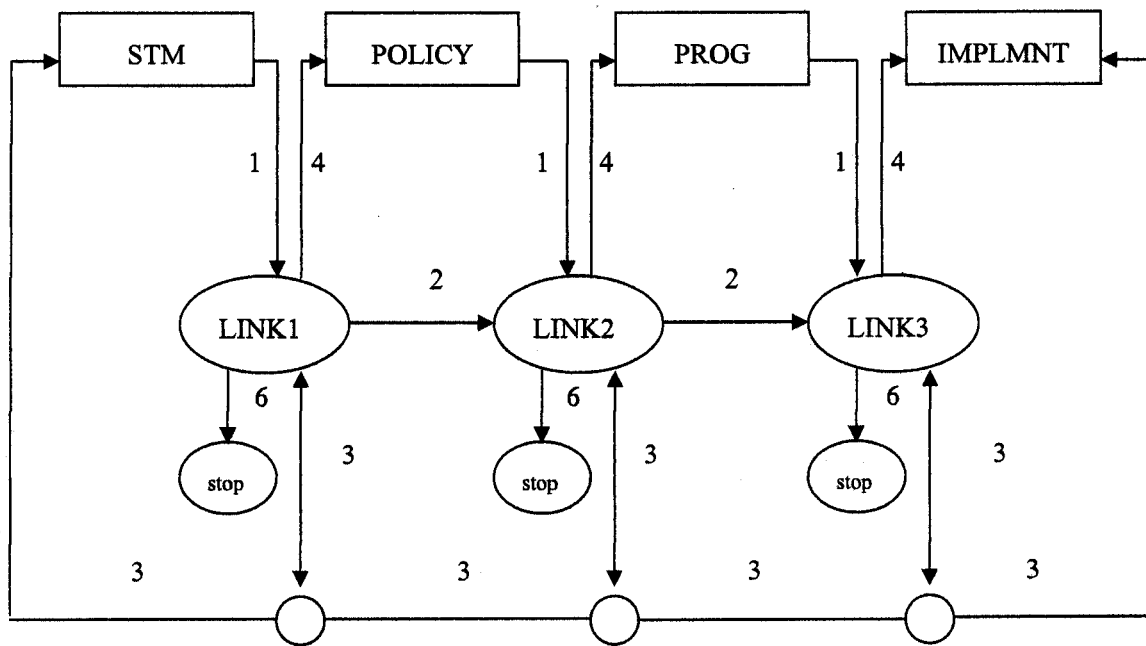 STM POLICY PROG IMPLMNT
1 4 1 4 1 4
2 2
LINK1 LINK2 LINK3
6 6 6
3 3 3
stop stop stop
3 3 3 3